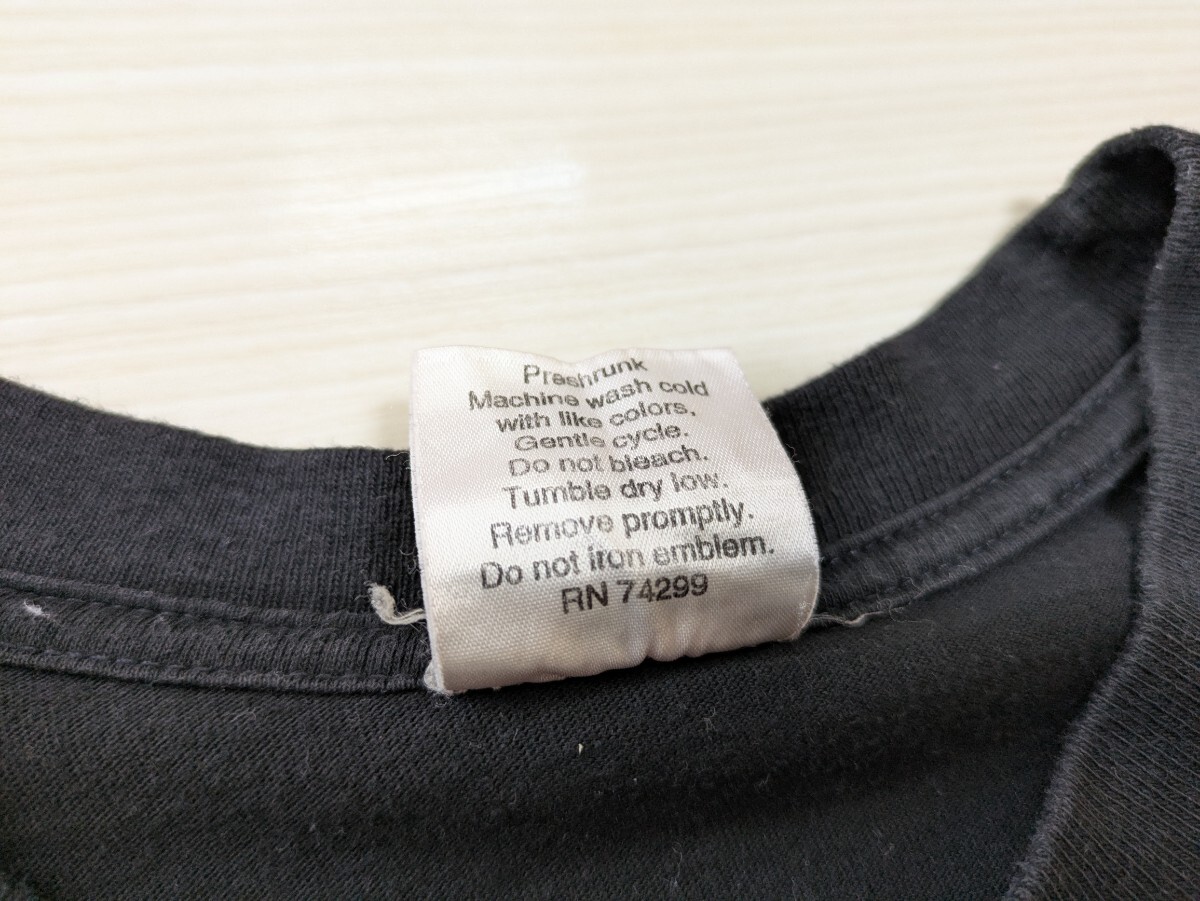 Preshrunk
Machine wash cold
with like colors.
Gentle cycle.
Do not bleach.
Tumble dry low.
Remove promptly.
Do not iron emblem.
RN 74299